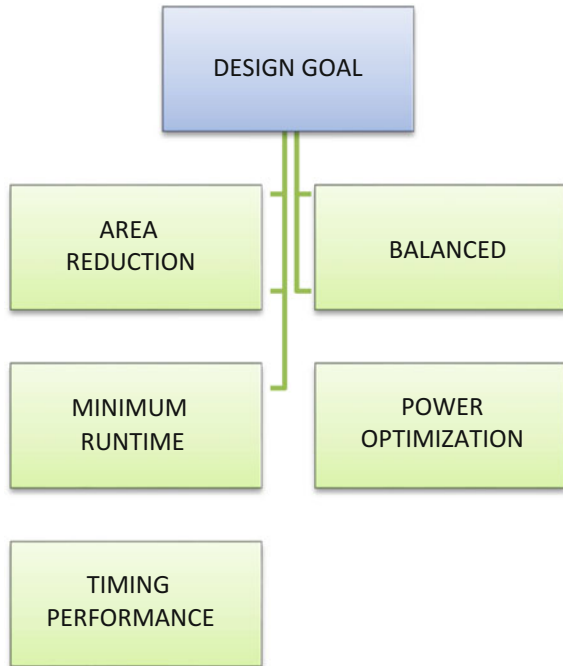 DESIGN GOAL
AREA
REDUCTION
BALANCED
MINIMUM
RUNTIME
POWER
OPTIMIZATION
TIMING
PERFORMANCE